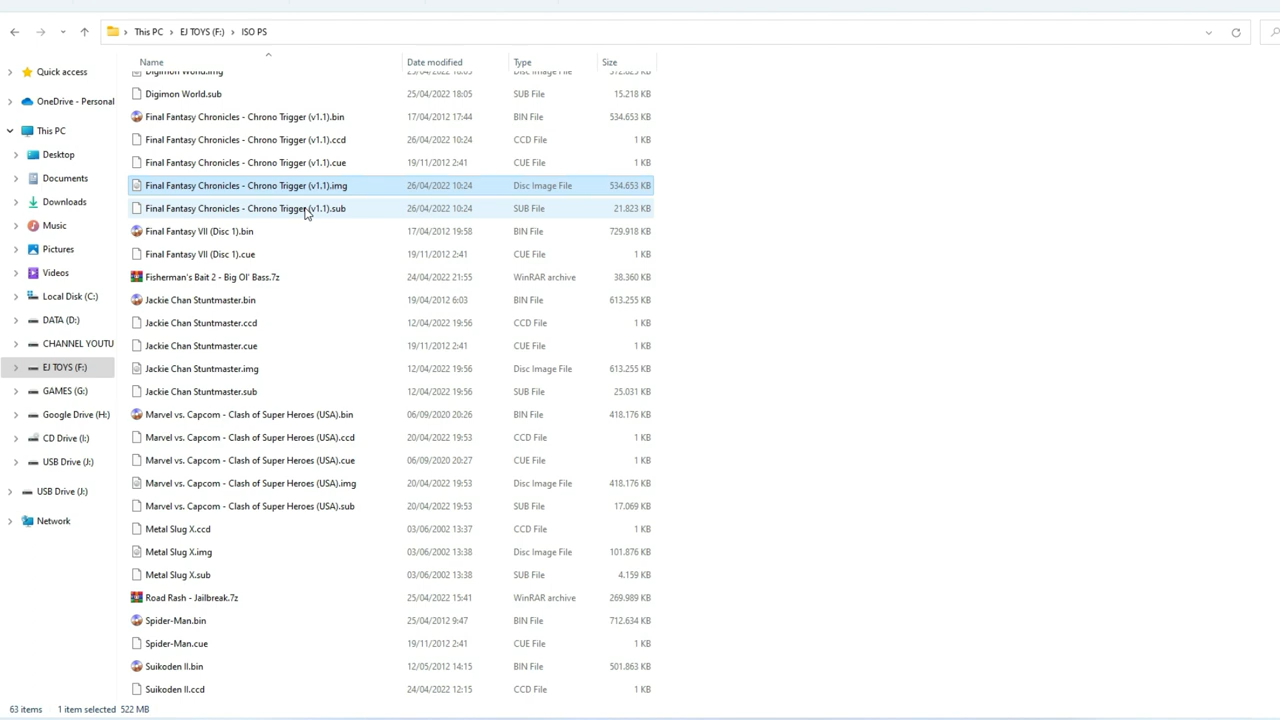 This PC > EJ TOYS (F:) > ISO PS
Name Date modified Type Size
Digimon World.img 25/04/2022 18:05 Disc Image File 372.825 KB
Digimon World.sub 25/04/2022 18:05 SUB File 15.218 KB
Final Fantasy Chronicles - Chrono Trigger (v1.1).bin 17/04/2012 17:44 BIN File 534.653 KB
Final Fantasy Chronicles - Chrono Trigger (v1.1).ccd 26/04/2022 10:24 CCD File 1 KB
Final Fantasy Chronicles - Chrono Trigger (v1.1).cue 19/11/2012 2:41 CUE File 1 KB
Final Fantasy Chronicles - Chrono Trigger (v1.1).img 26/04/2022 10:24 Disc Image File 534.653 KB
Final Fantasy Chronicles - Chrono Trigger (v1.1).sub 26/04/2022 10:24 SUB File 21.823 KB
Final Fantasy VII (Disc 1).bin 17/04/2012 19:58 BIN File 729.918 KB
Final Fantasy VII (Disc 1).cue 19/11/2012 2:41 CUE File 1 KB
Fisherman's Bait 2 - Big Ol' Bass.7z 24/04/2022 21:55 WinRAR archive 38.360 KB
Jackie Chan Stuntmaster.bin 19/04/2012 6:03 BIN File 613.255 KB
Jackie Chan Stuntmaster.ccd 12/04/2022 19:56 CCD File 1 KB
Jackie Chan Stuntmaster.cue 19/11/2012 2:41 CUE File 1 KB
Jackie Chan Stuntmaster.img 12/04/2022 19:56 Disc Image File 613.255 KB
Jackie Chan Stuntmaster.sub 12/04/2022 19:56 SUB File 25.031 KB
Marvel vs. Capcom - Clash of Super Heroes (USA).bin 06/09/2020 20:26 BIN File 418.176 KB
Marvel vs. Capcom - Clash of Super Heroes (USA).ccd 20/04/2022 19:53 CCD File 1 KB
Marvel vs. Capcom - Clash of Super Heroes (USA).cue 06/09/2020 20:27 CUE File 1 KB
Marvel vs. Capcom - Clash of Super Heroes (USA).img 20/04/2022 19:53 Disc Image File 418.176 KB
Marvel vs. Capcom - Clash of Super Heroes (USA).sub 20/04/2022 19:53 SUB File 17.069 KB
Metal Slug X.ccd 03/06/2002 13:37 CCD File 1 KB
Metal Slug X.img 03/06/2002 13:38 Disc Image File 101.876 KB
Metal Slug X.sub 03/06/2002 13:38 SUB File 4.159 KB
Road Rash - Jailbreak.7z 25/04/2022 15:41 WinRAR archive 269.989 KB
Spider-Man.bin 25/04/2012 9:47 BIN File 712.634 KB
Spider-Man.cue 19/11/2012 2:41 CUE File 1 KB
Suikoden II.bin 12/05/2012 14:15 BIN File 501.863 KB
Suikoden II.ccd 24/04/2022 12:15 CCD File 1 KB
Quick access
OneDrive - Personal
This PC
Desktop
Documents
Downloads
Music
Pictures
Videos
Local Disk (C:)
DATA (D:)
CHANNEL YOUTU
EJ TOYS (F:)
GAMES (G:)
Google Drive (H:)
CD Drive (I:)
USB Drive (J:)
USB Drive (J:)
Network
63 items 1 item selected 522 MB